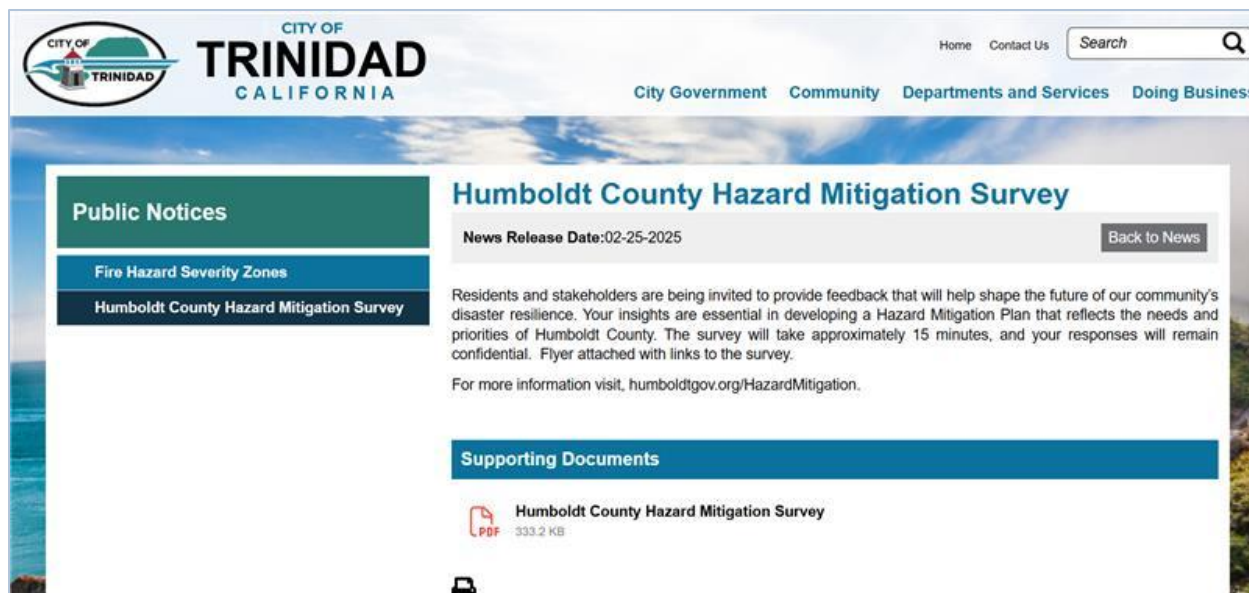 CITY OF
TRINIDAD
CITY OF
TRINIDAD
CALIFORNIA
Home Contact Us Search
City Government Community Departments and Services Doing Business
Public Notices
Fire Hazard Severity Zones
Humboldt County Hazard Mitigation Survey
Humboldt County Hazard Mitigation Survey
News Release Date:02-25-2025 Back to News
Residents and stakeholders are being invited to provide feedback that will help shape the future of our community's
disaster resilience. Your insights are essential in developing a Hazard Mitigation Plan that reflects the needs and
priorities of Humboldt County. The survey will take approximately 15 minutes, and your responses will remain
confidential. Flyer attached with links to the survey.
For more information visit, humboldtgov.org/HazardMitigation.
Supporting Documents
PDF Humboldt County Hazard Mitigation Survey
333.2 KB